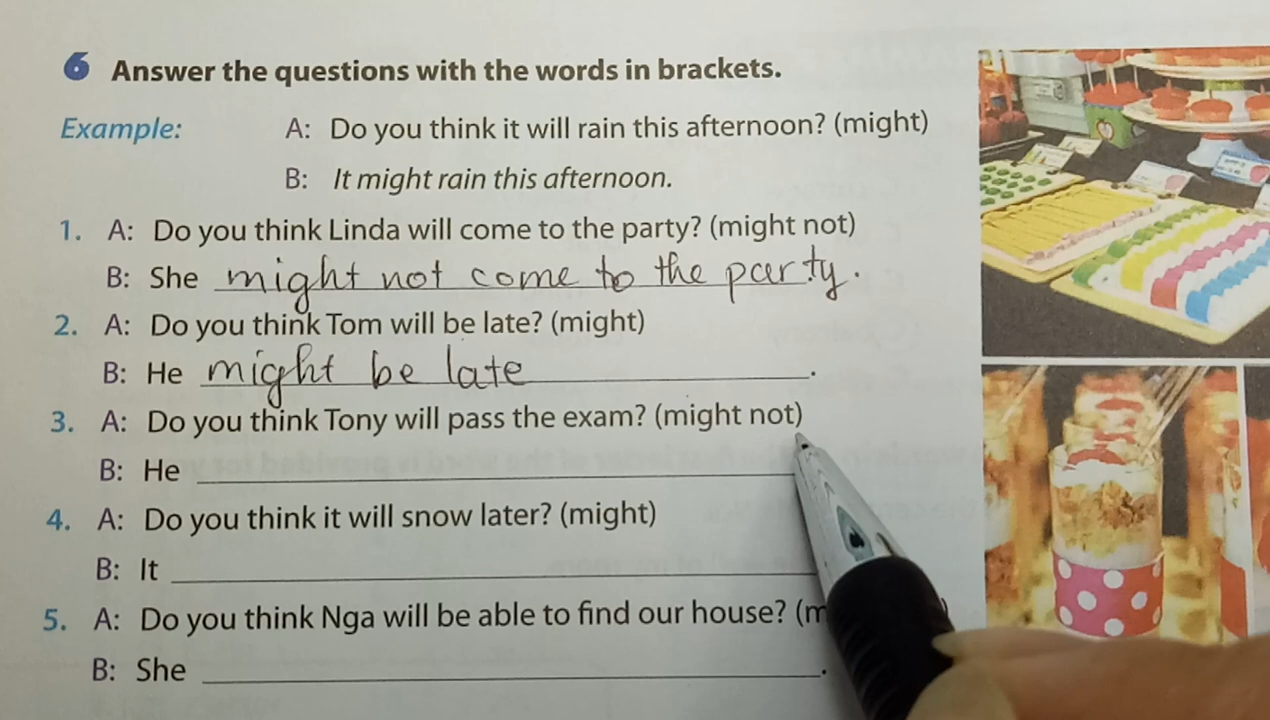 6 Answer the questions with the words in brackets.
Example: A: Do you think it will rain this afternoon? (might)
B: It might rain this afternoon.
1. A: Do you think Linda will come to the party? (might not)
B: She might not come to the party.
2. A: Do you think Tom will be late? (might)
B: He might be late.
3. A: Do you think Tony will pass the exam? (might not)
B: He
4. A: Do you think it will snow later? (might)
B: It
5. A: Do you think Nga will be able to find our house? (m
B: She .